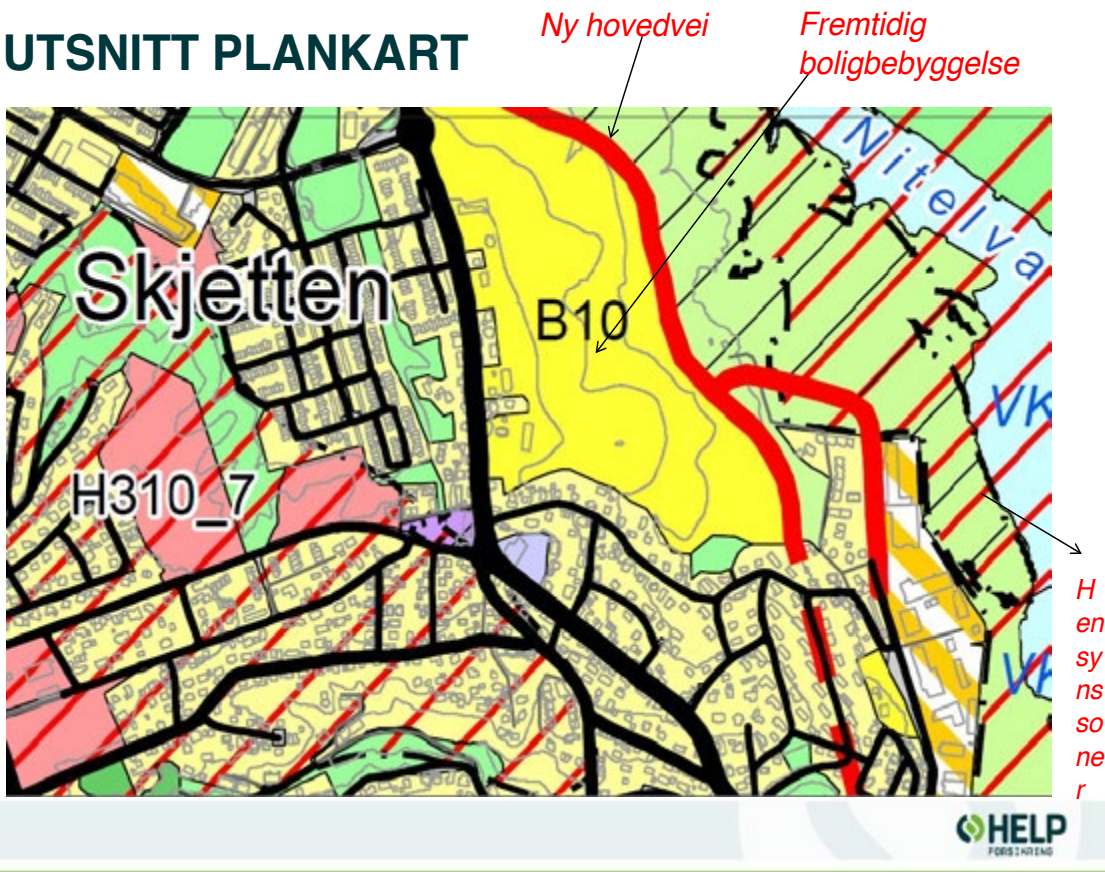 UTSNITT PLANKART
Ny hovedvei
Fremtidig
boligbebyggelse
Nitelva
Skjetten
B10
VK
H310_7
H
en
sy
ns
so
ne
r
VK
HELP
FORSIKRING